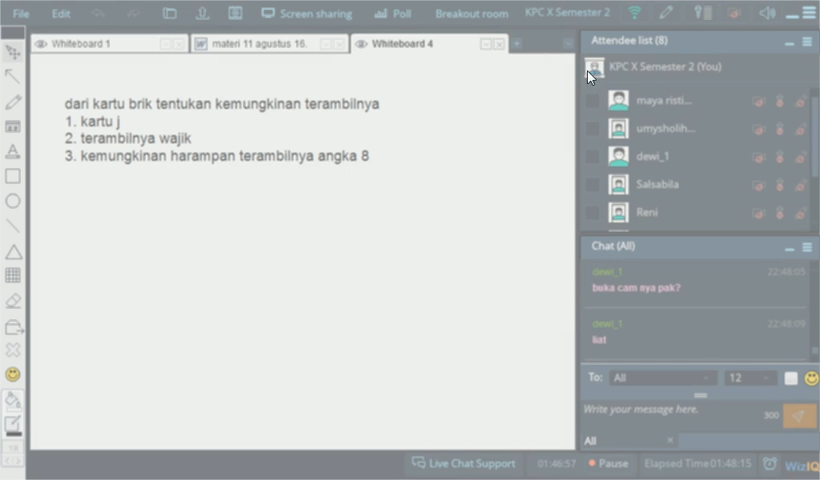 File Edit Screen sharing Poll Breakout room KPC X Semester 2
Whiteboard 1 materi 11 agustus 16. Whiteboard 4
dari kartu brik tentukan kemungkinan terambilnya
1. kartu j
2. terambilnya wajik
3. kemungkinan harampan terambilnya angka 8
Attendee list (8)
KPC X Semester 2 (You)
maya risti...
umysholih...
dewi_1
Salsabila
Reni
Chat (All)
dewi_1 22:48:05
buka cam nya pak?
dewi_1 22:48:09
liat
To: All 12
Write your message here. 300
All
Live Chat Support 01:46:57 Pause Elapsed Time 01:48:15 WizIQ